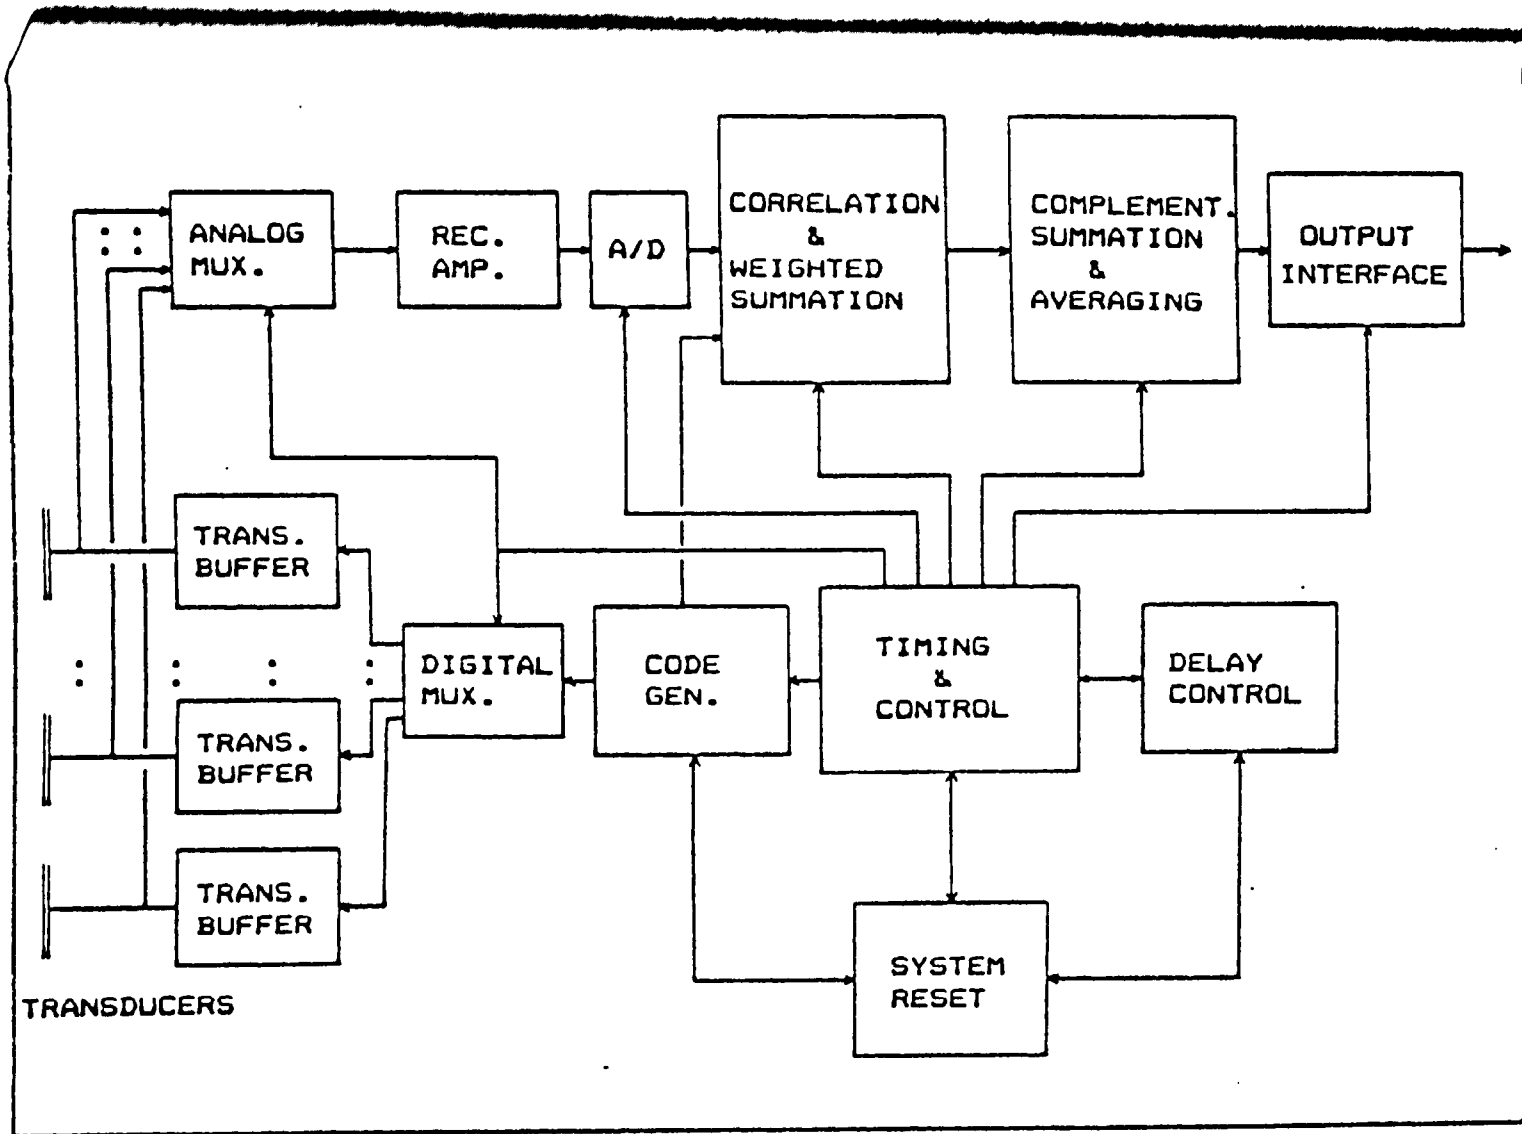 ANALOG
MUX.
REC.
AMP.
A/D
CORRELATION
&
WEIGHTED
SUMMATION
COMPLEMENT.
SUMMATION
&
AVERAGING
OUTPUT
INTERFACE
TRANS.
BUFFER
TRANS.
BUFFER
TRANS.
BUFFER
DIGITAL
MUX.
CODE
GEN.
TIMING
&
CONTROL
DELAY
CONTROL
SYSTEM
RESET
TRANSDUCERS